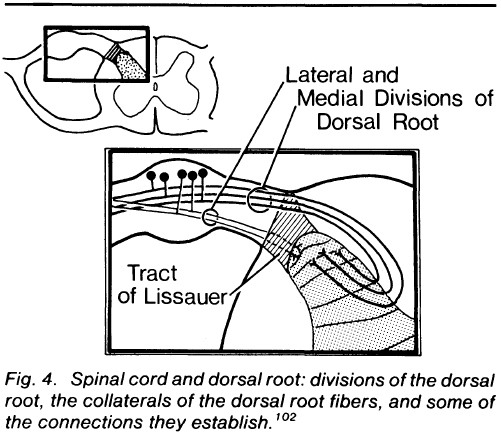 Lateral and
Medial Divisions of
Dorsal Root
Tract
of Lissauer
Fig. 4. Spinal cord and dorsal root: divisions of the dorsal
root, the collaterals of the dorsal root fibers, and some of
the connections they establish.102